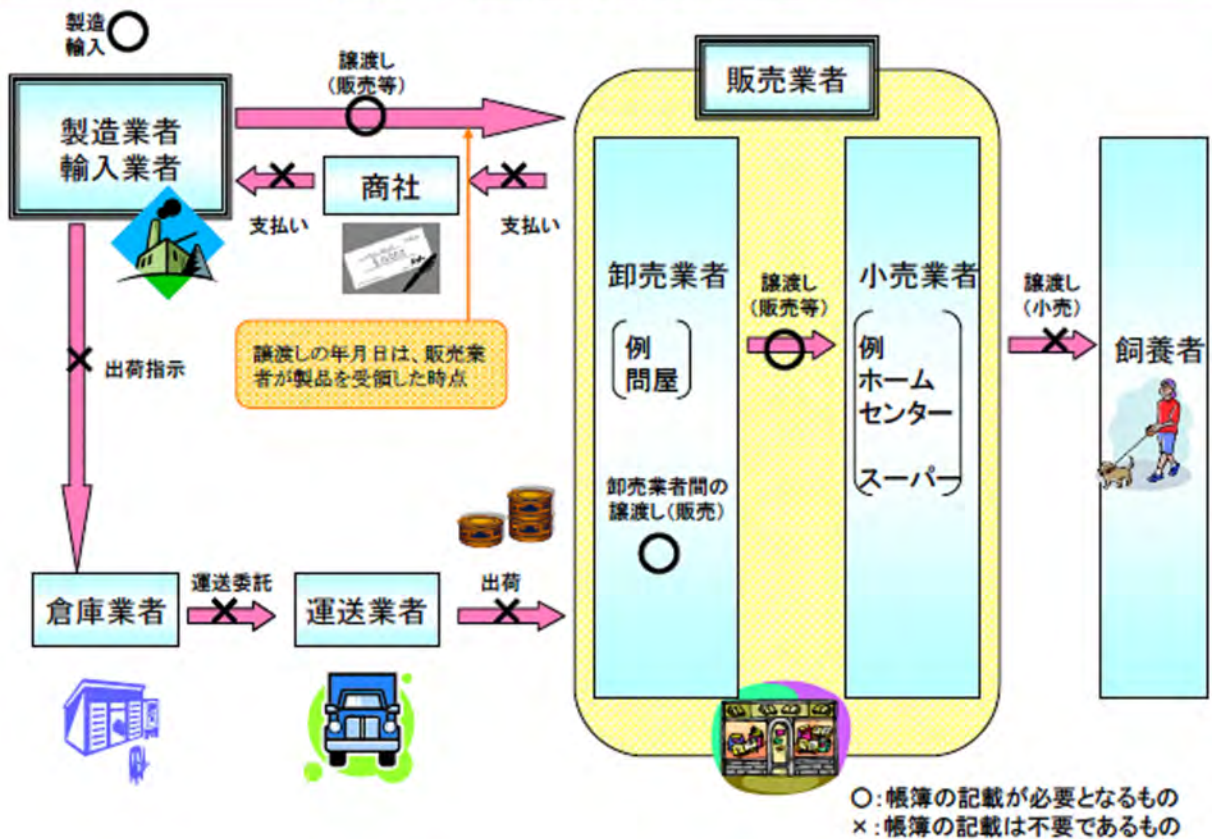 製造
輸入
製造業者
輸入業者
譲渡し
(販売等)
商社
支払い
支払い
譲渡しの年月日は、販売業
者が製品を受領した時点
出荷指示
倉庫業者
運送委託
運送業者
出荷
販売業者
卸売業者
例
問屋
卸売業者間の
譲渡し(販売)
譲渡し
(販売等)
小売業者
例
ホーム
センター
スーパー
譲渡し
(小売)
飼養者
○:帳簿の記載が必要となるもの
×:帳簿の記載は不要であるもの